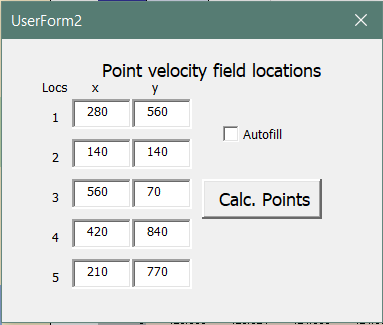 UserForm2
Point velocity field locations
Locs x y
1 280 560
Autofill
2 140 140
3 560 70
Calc. Points
4 420 840
5 210 770